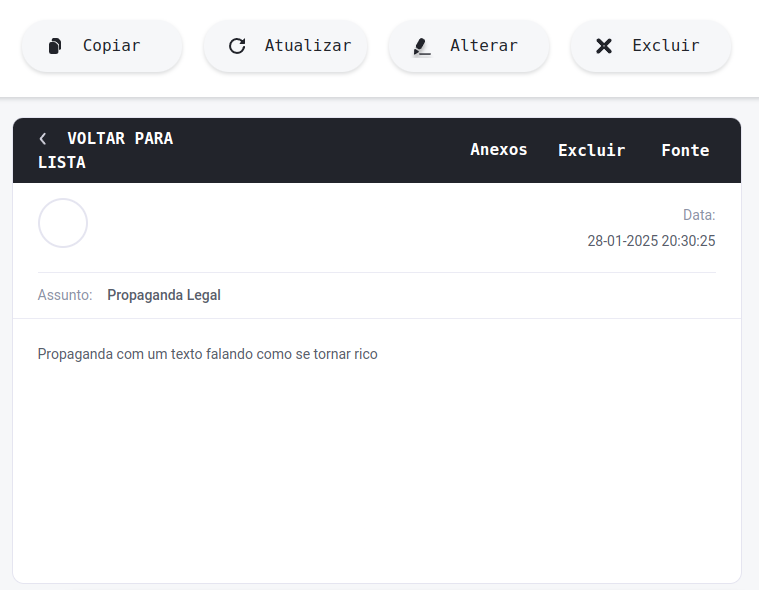 Copiar
Atualizar
Alterar
Excluir
VOLTAR PARA
LISTA
Anexos
Excluir
Fonte
Data:
28-01-2025 20:30:25
Assunto: Propaganda Legal
Propaganda com um texto falando como se tornar rico